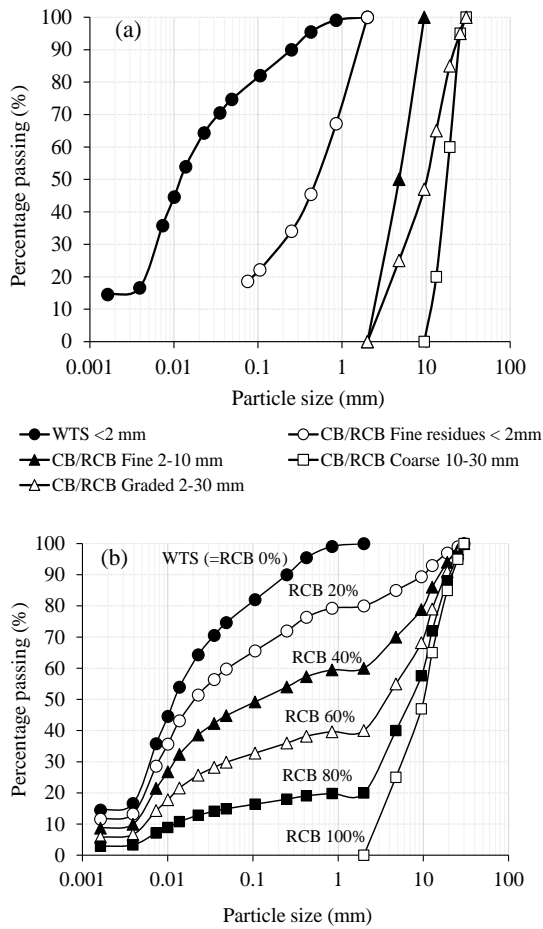 (a)
100
90
80
70
60
50
40
30
20
10
0
Percentage passing (%)
0.001 0.01 0.1 1 10 100
Particle size (mm)
WTS <2 mm
CB/RCB Fine residues < 2mm
CB/RCB Fine 2-10 mm
CB/RCB Coarse 10-30 mm
CB/RCB Graded 2-30 mm
(b)
100
90
80
70
60
50
40
30
20
10
0
Percentage passing (%)
WTS (=RCB 0%)
RCB 20%
RCB 40%
RCB 60%
RCB 80%
RCB 100%
0.001 0.01 0.1 1 10 100
Particle size (mm)